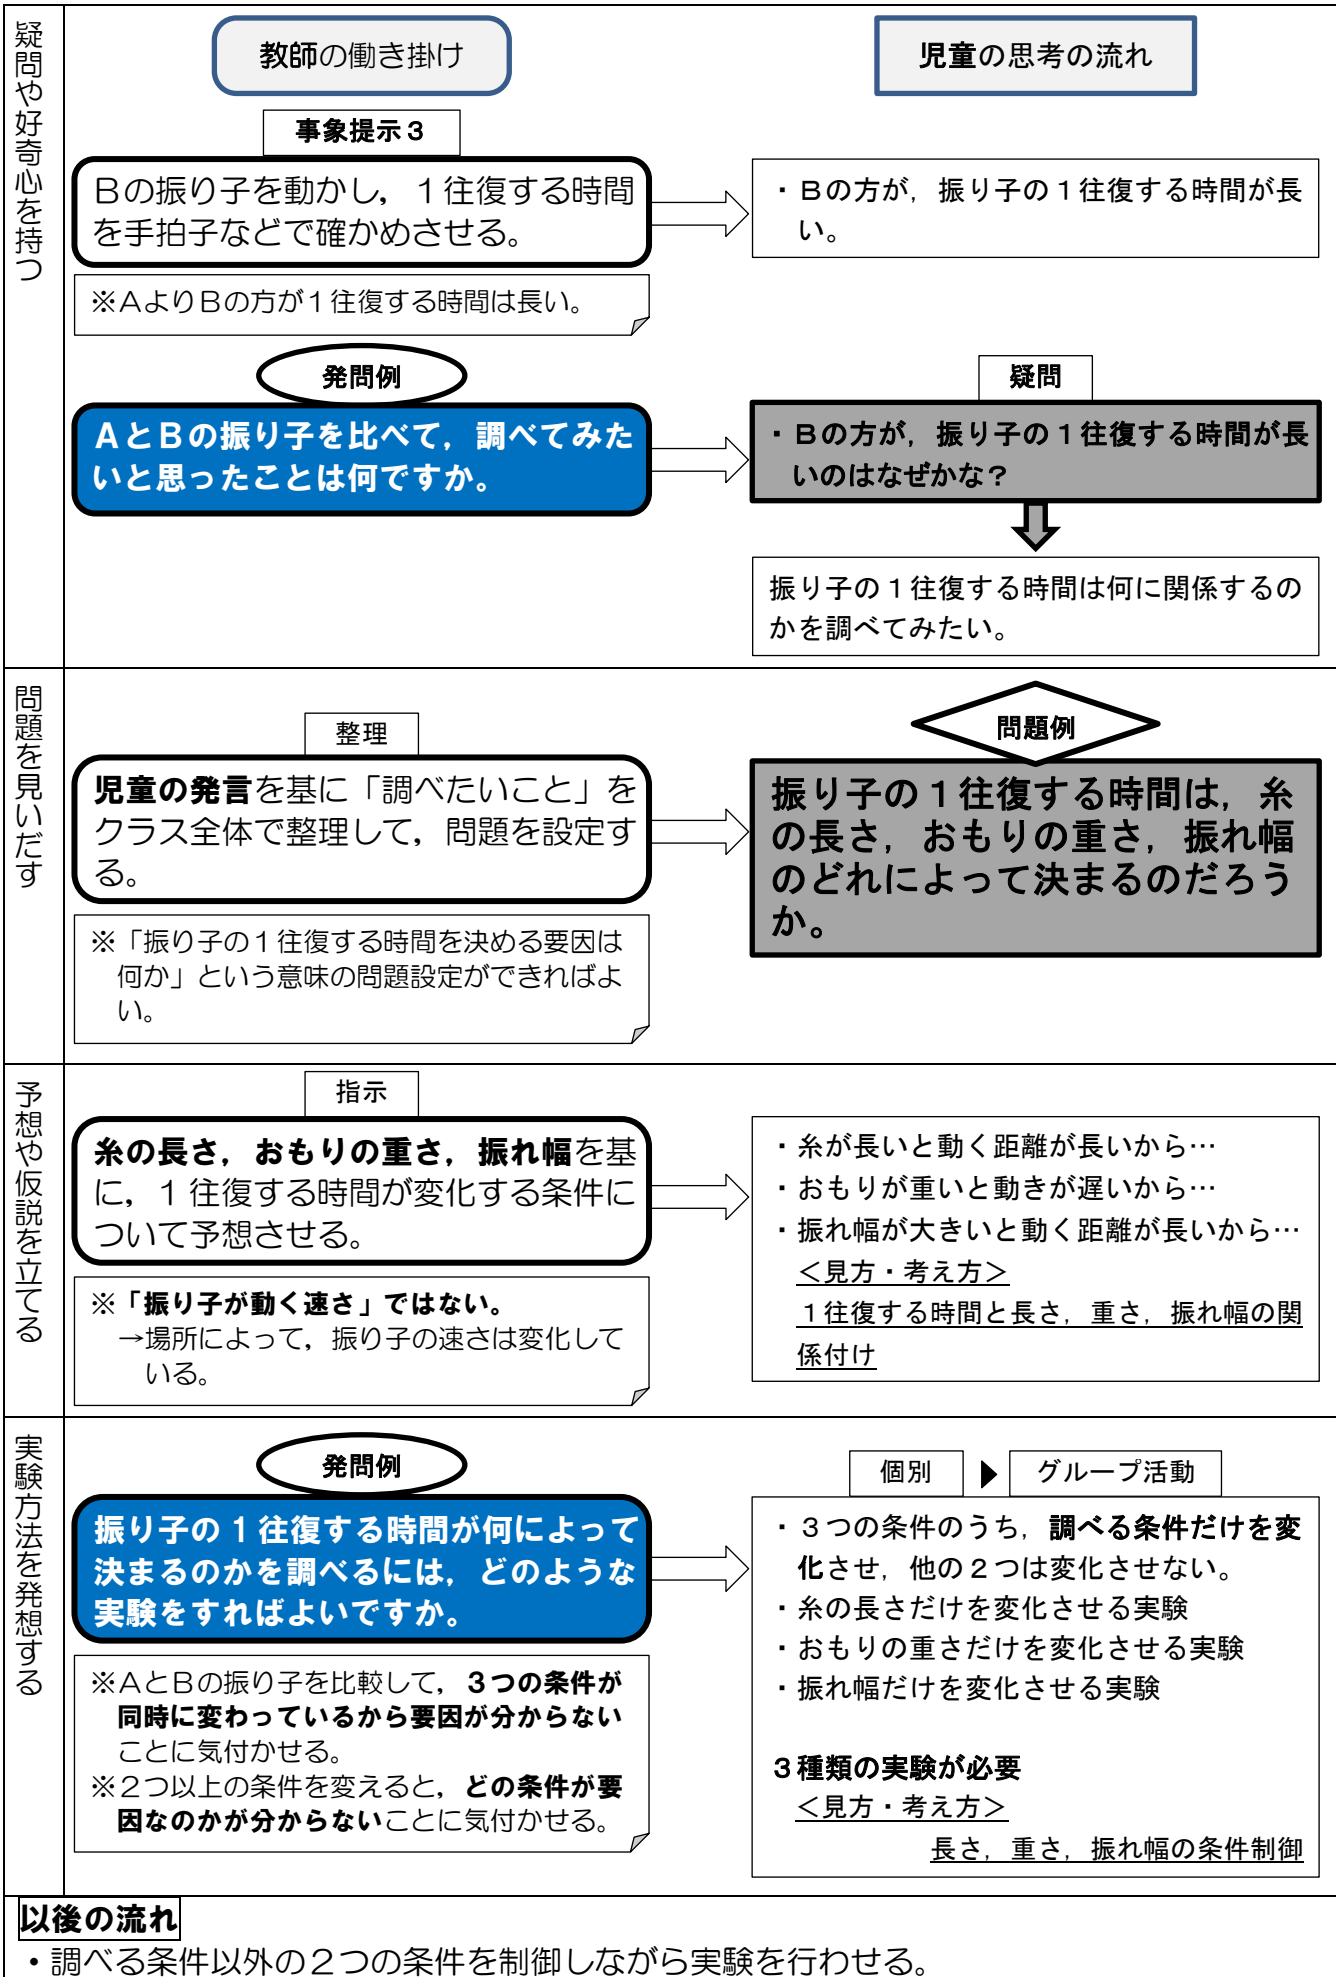 疑問や好奇心を持つ
教師の働き掛け
児童の思考の流れ
事象提示３
Ｂの振り子を動かし，１往復する時間
を手拍子などで確かめさせる。
・Ｂの方が，振り子の１往復する時間が長
い。
※ＡよりＢの方が１往復する時間は長い。
発問例
疑問
ＡとＢの振り子を比べて，調べてみた
いと思ったことは何ですか。
・Ｂの方が，振り子の１往復する時間が長
いのはなぜかな？
振り子の１往復する時間は何に関係するの
かを調べてみたい。
問題を見いだす
整理
問題例
児童の発言を基に「調べたいこと」を
クラス全体で整理して，問題を設定す
る。
振り子の１往復する時間は，糸
の長さ，おもりの重さ，振れ幅
のどれによって決まるのだろう
か。
※「振り子の１往復する時間を決める要因は
何か」という意味の問題設定ができればよ
い。
予想や仮説を立てる
指示
糸の長さ，おもりの重さ，振れ幅を基
に，１往復する時間が変化する条件に
ついて予想させる。
・糸が長いと動く距離が長いから…
・おもりが重いと動きが遅いから…
・振れ幅が大きいと動く距離が長いから…
＜見方・考え方＞
１往復する時間と長さ，重さ，振れ幅の関
係付け
※「振り子が動く速さ」ではない。
→場所によって，振り子の速さは変化して
いる。
実験方法を発想する
発問例
個別
グループ活動
振り子の１往復する時間が何によって
決まるのかを調べるには，どのような
実験をすればよいですか。
・３つの条件のうち，調べる条件だけを変
化させ，他の２つは変化させない。
・糸の長さだけを変化させる実験
・おもりの重さだけを変化させる実験
・振れ幅だけを変化させる実験
３種類の実験が必要
＜見方・考え方＞
長さ，重さ，振れ幅の条件制御
※ＡとＢの振り子を比較して，３つの条件が
同時に変わっているから要因が分からない
ことに気付かせる。
※２つ以上の条件を変えると，どの条件が要
因なのかが分からないことに気付かせる。
以後の流れ
・調べる条件以外の２つの条件を制御しながら実験を行わせる。